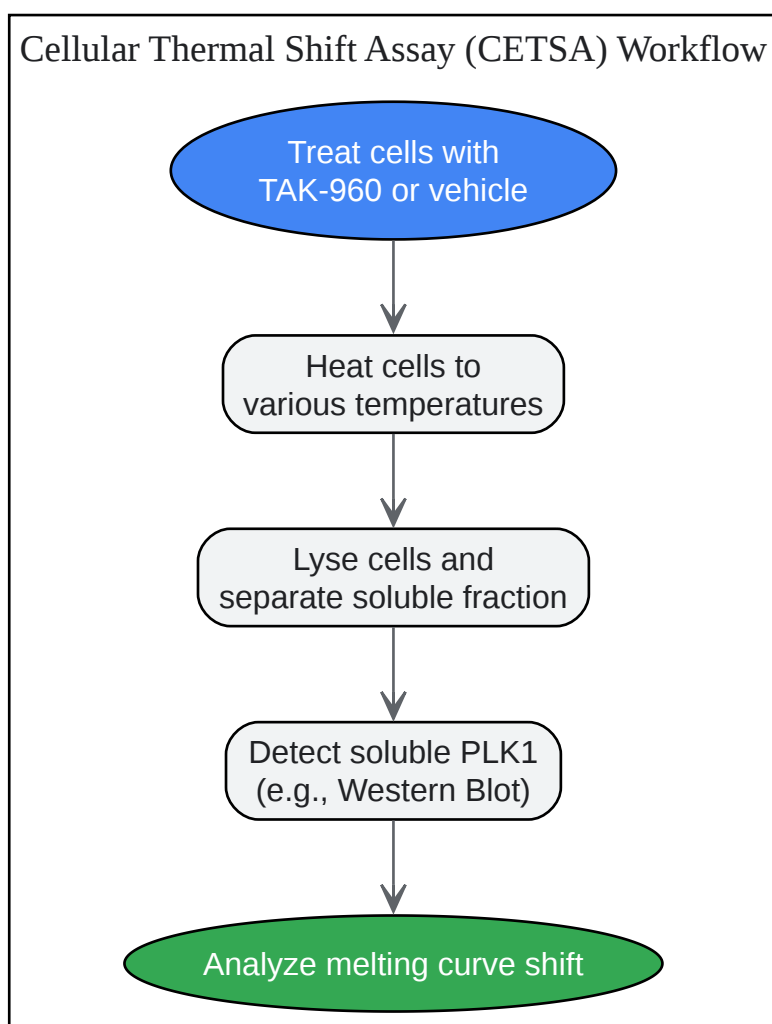 Cellular Thermal Shift Assay (CETSA) Workflow
Treat cells with
TAK-960 or vehicle
Heat cells to
various temperatures
Lyse cells and
separate soluble fraction
Detect soluble PLK1
(e.g., Western Blot)
Analyze melting curve shift